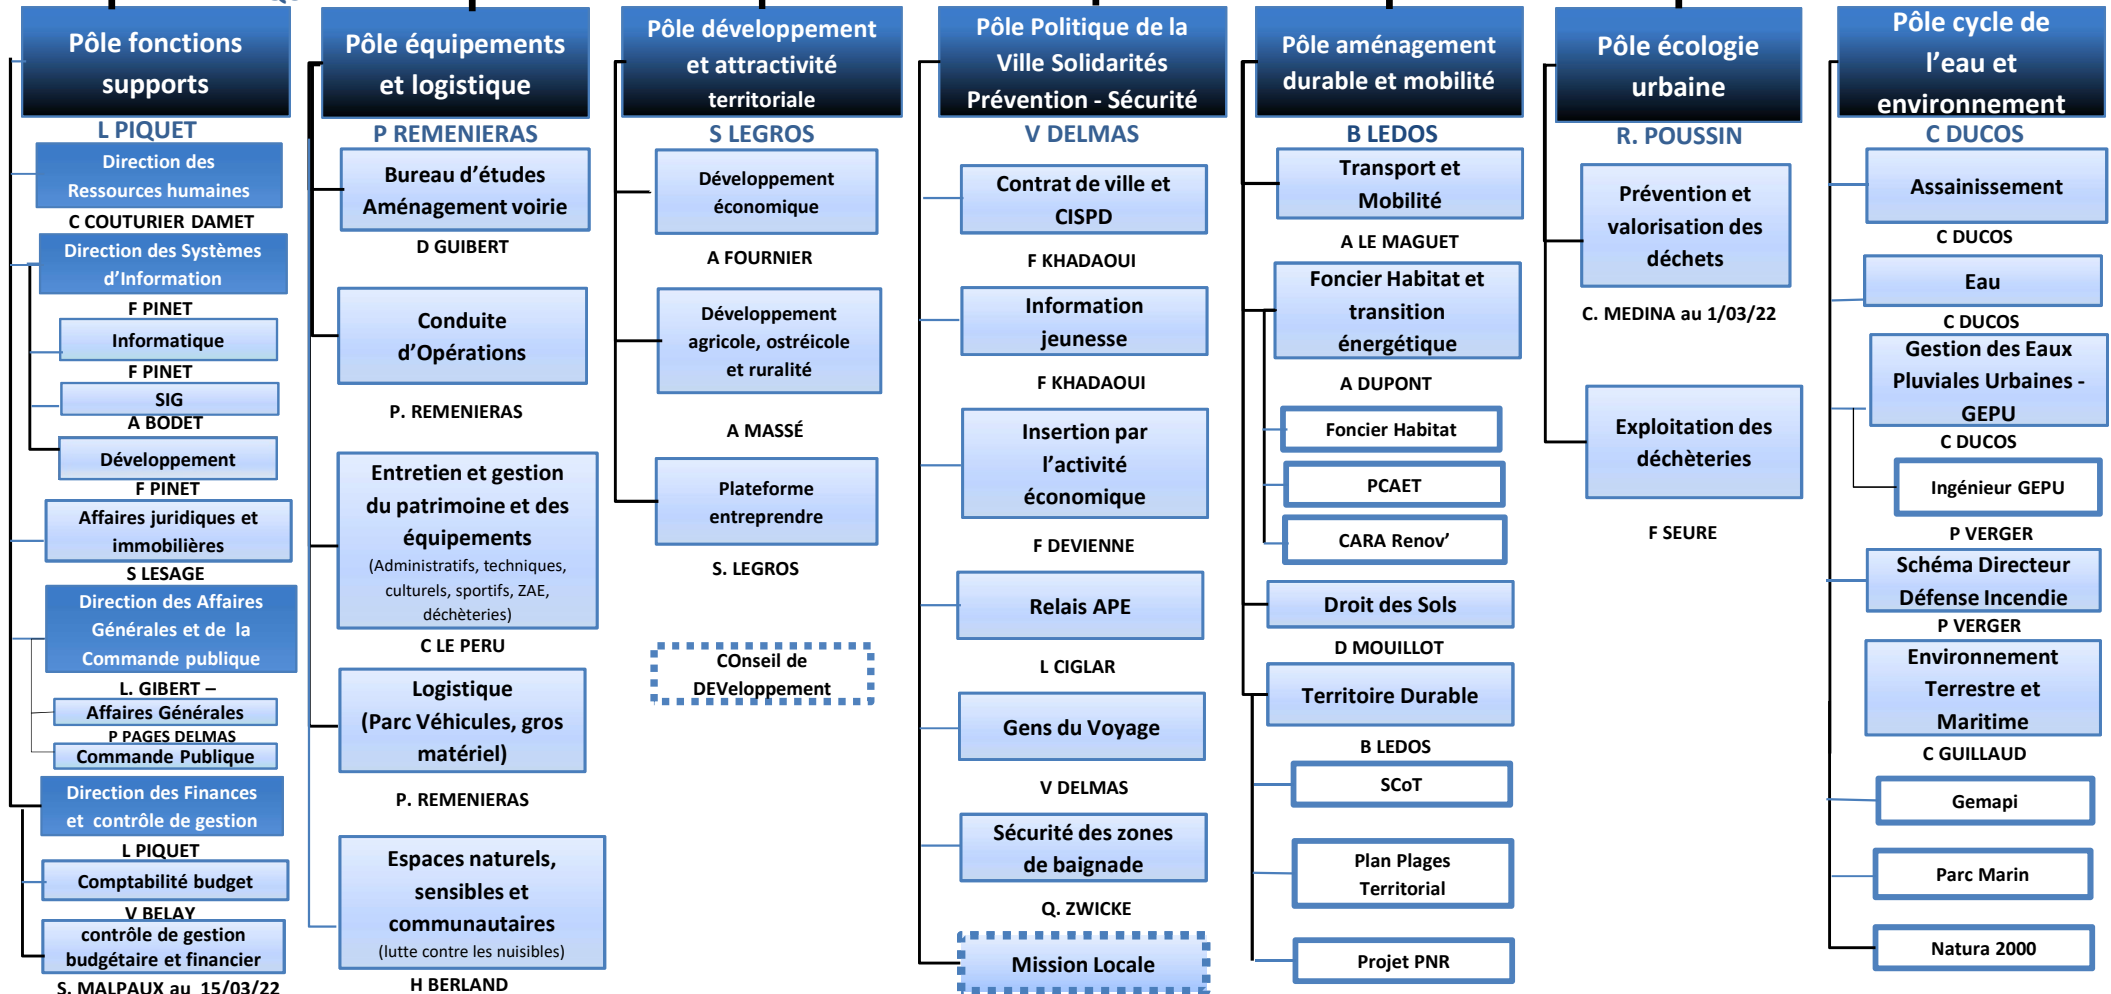 Pôle fonctions
supports
L PIQUET
Direction des
Ressources humaines
C COUTURIER DAMET
Direction des Systèmes
d’Information
F PINET
Informatique
F PINET
SIG
A BODET
Développement
F PINET
Affaires juridiques et
immobilières
S LESAGE
Direction des Affaires
Générales et de la
Commande publique
L. GIBERT –
Affaires Générales
P PAGES DELMAS
Commande Publique
Direction des Finances
et contrôle de gestion
L PIQUET
Comptabilité budget
V BELAY
contrôle de gestion
budgétaire et financier
S. MALPAUX au 15/03/22
Pôle équipements
et logistique
P REMENIERAS
Bureau d’études
Aménagement voirie
D GUIBERT
Conduite
d’Opérations
P. REMENIERAS
Entretien et gestion
du patrimoine et des
équipements
(Administratifs, techniques,
culturels, sportifs, ZAE,
déchèteries)
C LE PERU
Logistique
(Parc Véhicules, gros
matériel)
P. REMENIERAS
Espaces naturels,
sensibles et
communautaires
(lutte contre les nuisibles)
H BERLAND
Pôle développement
et attractivité
territoriale
S LEGROS
Développement
économique
A FOURNIER
Développement
agricole, ostréicole
et ruralité
A MASSÉ
Plateforme
entreprendre
S. LEGROS
COnseil de
DEVeloppement
Pôle Politique de la
Ville Solidarités
Prévention - Sécurité
V DELMAS
Contrat de ville et
CISPD
F KHADAOUI
Information
jeunesse
F KHADAOUI
Insertion par
l’activité
économique
F DEVIENNE
Relais APE
L CIGLAR
Gens du Voyage
V DELMAS
Sécurité des zones
de baignade
Q. ZWICKE
Mission Locale
Pôle aménagement
durable et mobilité
B LEDOS
Transport et
Mobilité
A LE MAGUET
Foncier Habitat et
transition
énergétique
A DUPONT
Foncier Habitat
PCAET
CARA Renov’
Droit des Sols
D MOUILLOT
Territoire Durable
B LEDOS
SCoT
Plan Plages
Territorial
Projet PNR
Pôle écologie
urbaine
R. POUSSIN
Prévention et
valorisation des
déchets
C. MEDINA au 1/03/22
Exploitation des
déchèteries
F SEURE
Pôle cycle de
l’eau et
environnement
C DUCOS
Assainissement
C DUCOS
Eau
C DUCOS
Gestion des Eaux
Pluviales Urbaines -
GEPU
C DUCOS
Ingénieur GEPU
P VERGER
Schéma Directeur
Défense Incendie
P VERGER
Environnement
Terrestre et
Maritime
C GUILLAUD
Gemapi
Parc Marin
Natura 2000